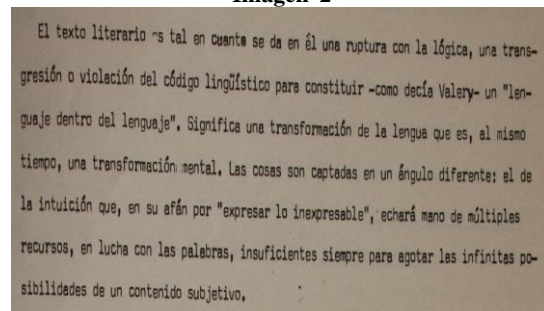 Imagen 2
El texto literario es tal en cuanto se da en él una ruptura con la lógica, una trans-
gresión o violación del código lingüístico para constituir -como decía Valery- un "len-
guaje dentro del lenguaje". Significa una transformación de la lengua que es, al mismo
tiempo, una transformación mental. Las cosas son captadas en un ángulo diferente: el de
la intuición que, en su afán por "expresar lo inexpresable", echará mano de múltiples
recursos, en lucha con las palabras, insuficientes siempre para agotar las infinitas po-
sibilidades de un contenido subjetivo.